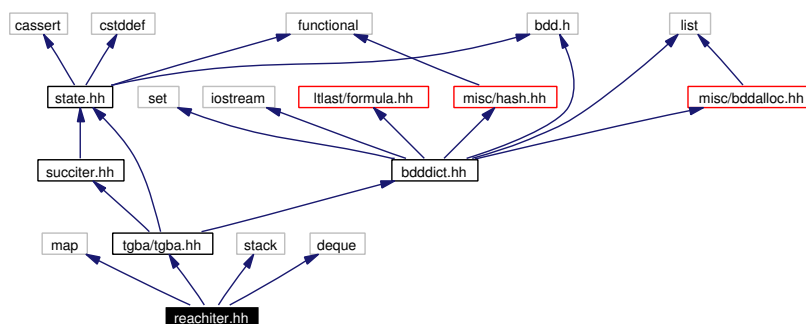 cassert
cstddef
functional
bdd.h
list
state.hh
set
iostream
ltlast/formula.hh
misc/hash.hh
misc/bddalloc.hh
succiter.hh
bdddict.hh
map
tgba/tgba.hh
stack
deque
reachiter.hh